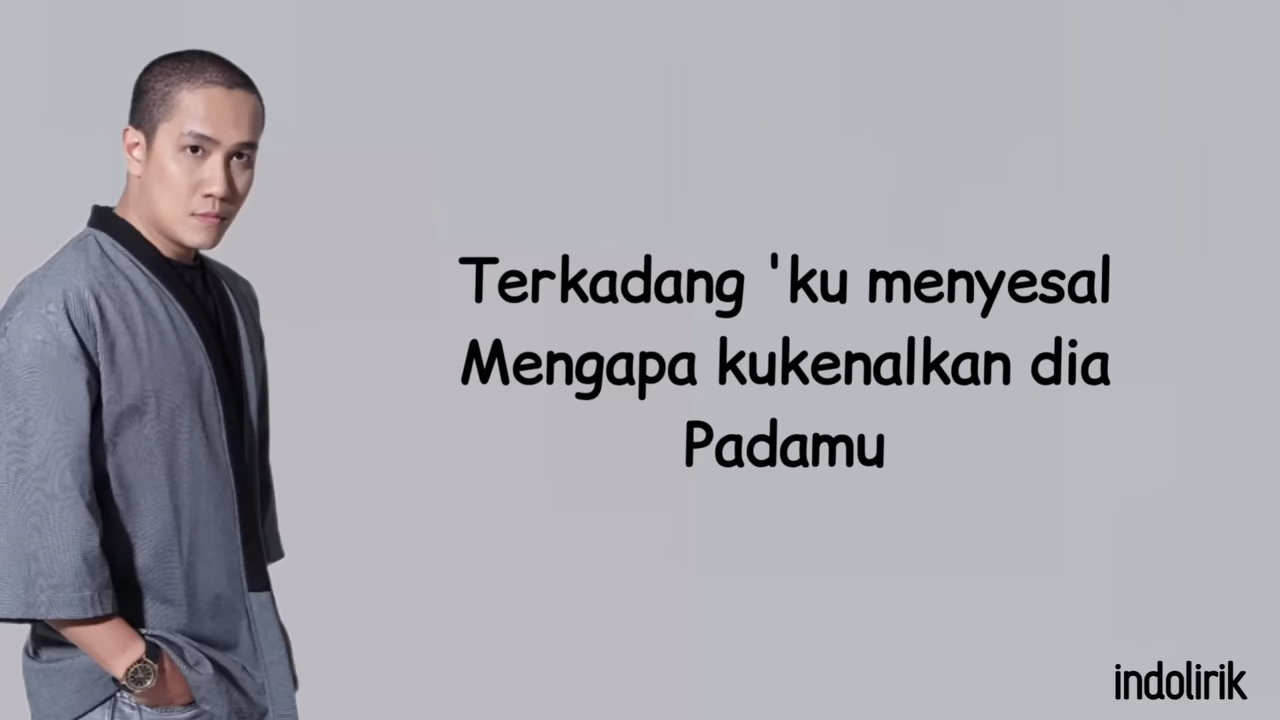 Terkadang 'ku menyesal
Mengapa kukenalkan dia
Padamu
indolirik